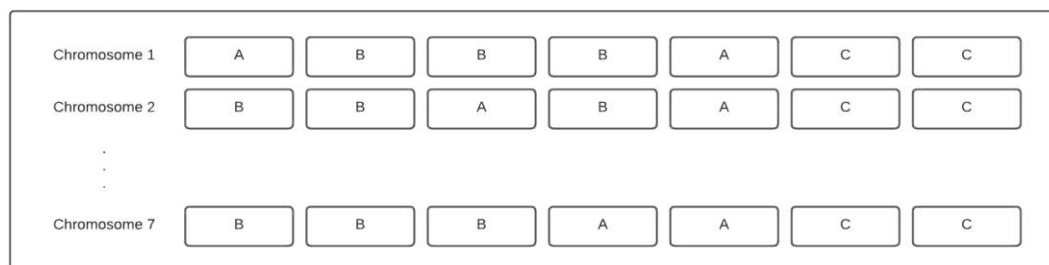 Chromosome 1 A B B B A C C
Chromosome 2 B B A B A C C
.
.
.
Chromosome 7 B B B A A C C